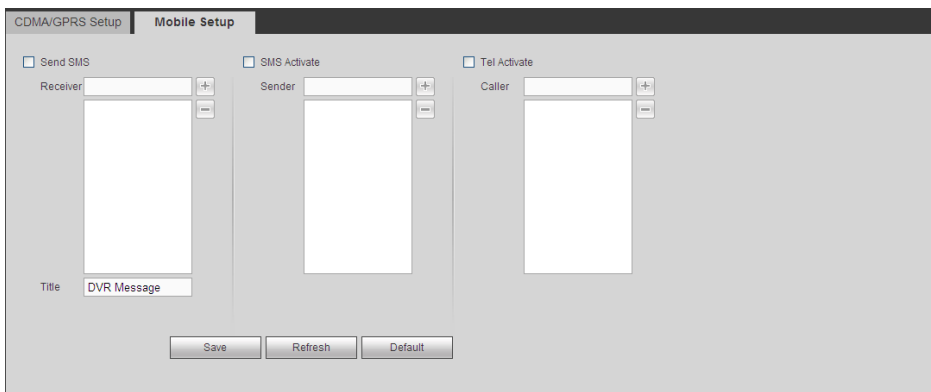 CDMA/GPRS Setup Mobile Setup
Send SMS SMS Activate Tel Activate
Receiver Sender Caller
Title DVR Message
Save Refresh Default